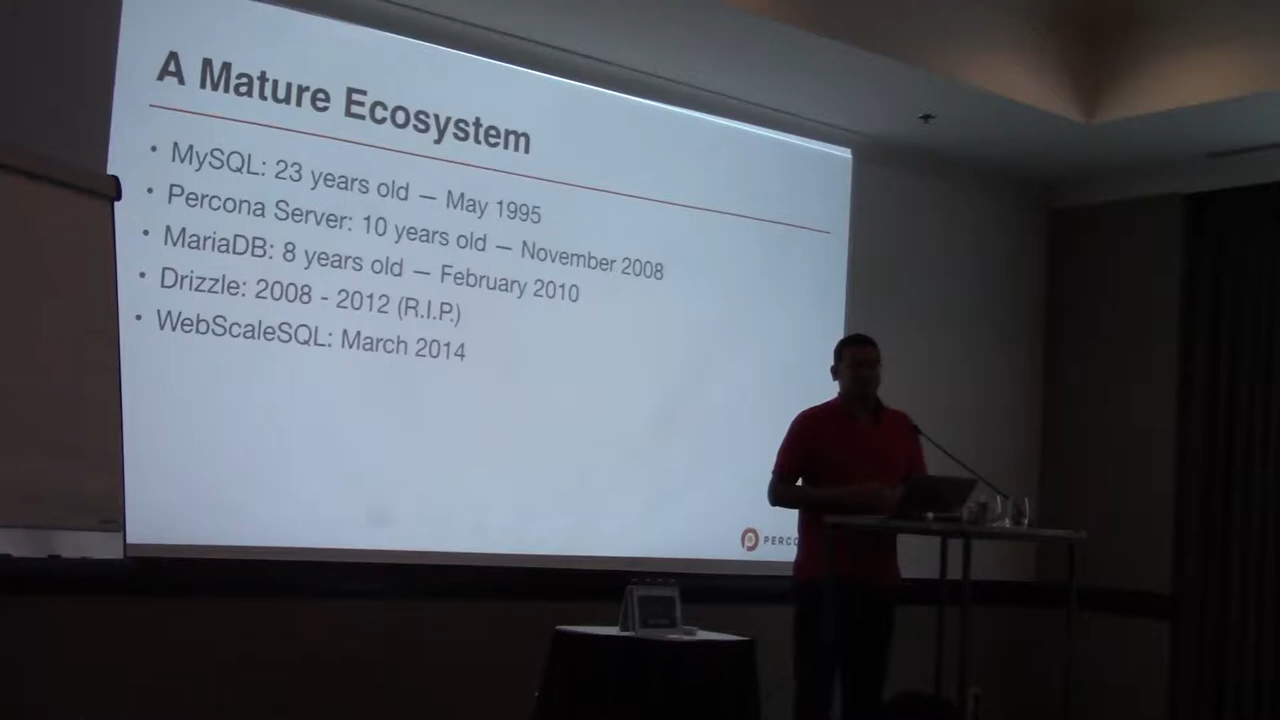 A Mature Ecosystem
• MySQL: 23 years old — May 1995
• Percona Server: 10 years old — November 2008
• MariaDB: 8 years old — February 2010
• Drizzle: 2008 - 2012 (R.I.P.)
• WebScaleSQL: March 2014
PERCO